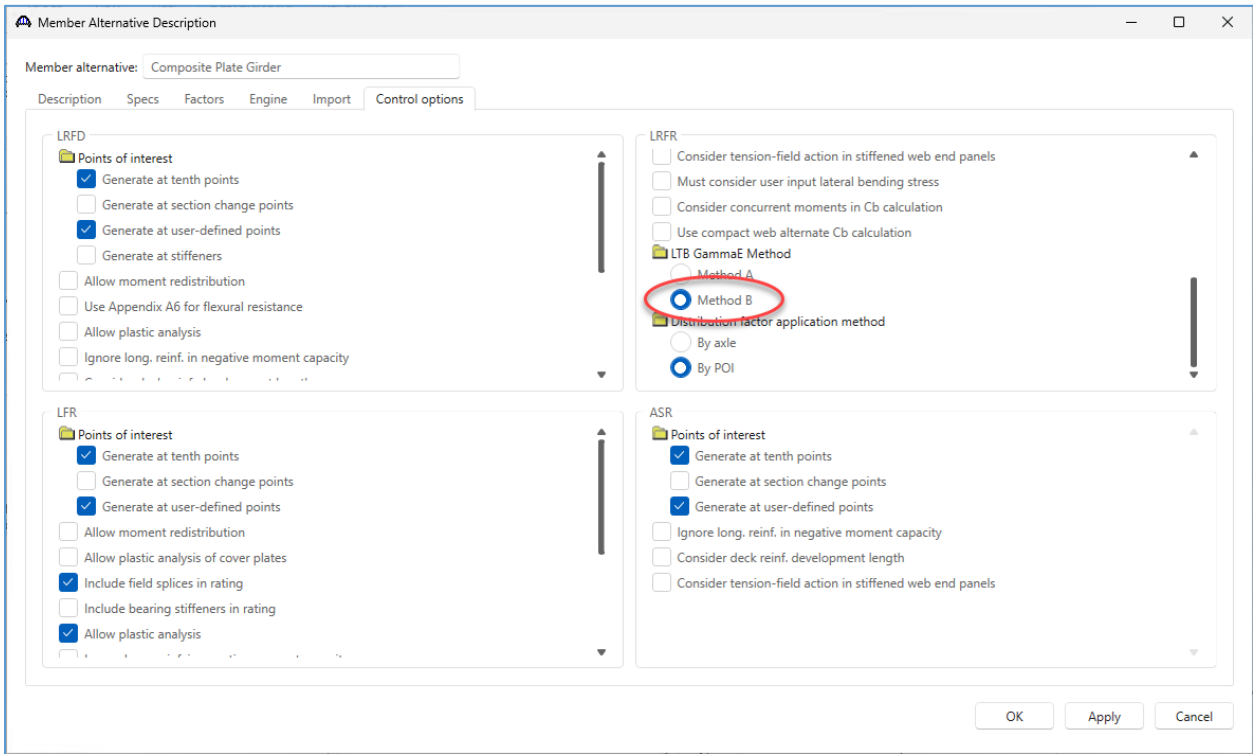 Member Alternative Description
Member alternative: Composite Plate Girder
Description Specs Factors Engine Import Control options
LRFD
Points of interest
Generate at tenth points
Generate at section change points
Generate at user-defined points
Generate at stiffeners
Allow moment redistribution
Use Appendix A6 for flexural resistance
Allow plastic analysis
Ignore long. reinf. in negative moment capacity
LRFR
Consider tension-field action in stiffened web end panels
Must consider user input lateral bending stress
Consider concurrent moments in Cb calculation
Use compact web alternate Cb calculation
LTB GammaE Method
Method A
Method B
Distribution factor application method
By axle
By POI
LFR
Points of interest
Generate at tenth points
Generate at section change points
Generate at user-defined points
Allow moment redistribution
Allow plastic analysis of cover plates
Include field splices in rating
Include bearing stiffeners in rating
Allow plastic analysis
ASR
Points of interest
Generate at tenth points
Generate at section change points
Generate at user-defined points
Ignore long. reinf. in negative moment capacity
Consider deck reinf. development length
Consider tension-field action in stiffened web end panels
OK Apply Cancel